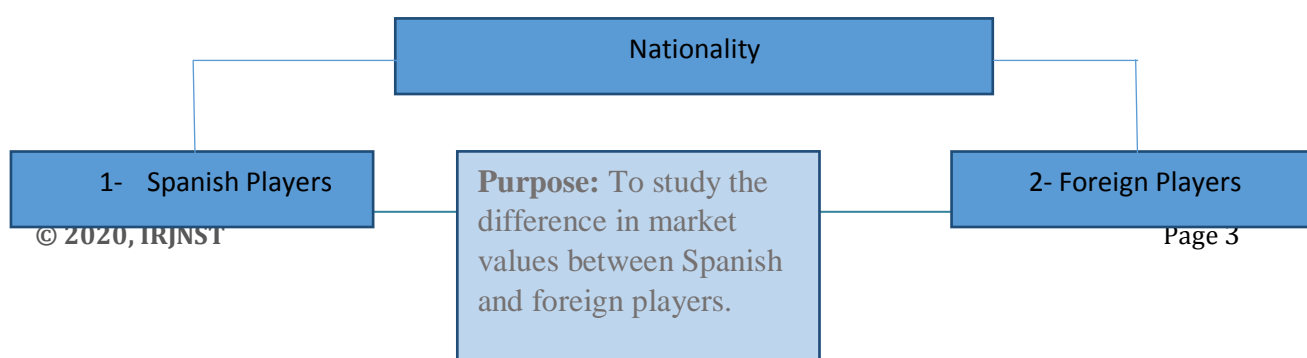 Nationality
1- Spanish Players
Purpose: To study the
difference in market
values between Spanish
and foreign players.
2- Foreign Players
© 2020, IRJNST
Page 3